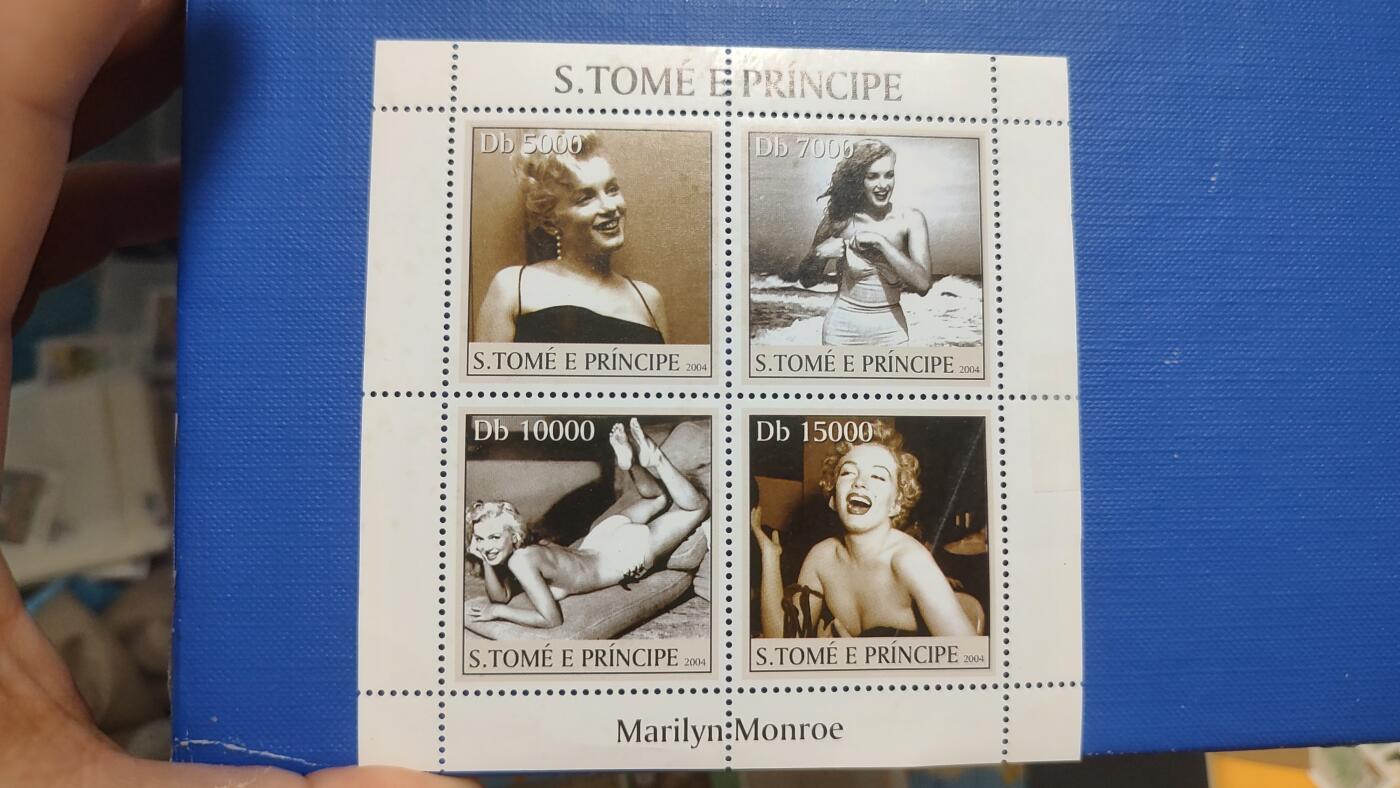 S.TOMÉ E PRÍNCIPE
Db 5000
S.TOMÉ E PRÍNCIPE 2004
Db 7000
S.TOMÉ E PRÍNCIPE 2004
Db 10000
S.TOMÉ E PRÍNCIPE 2004
Db 15000
S.TOMÉ E PRÍNCIPE 2004
Marilyn Monroe